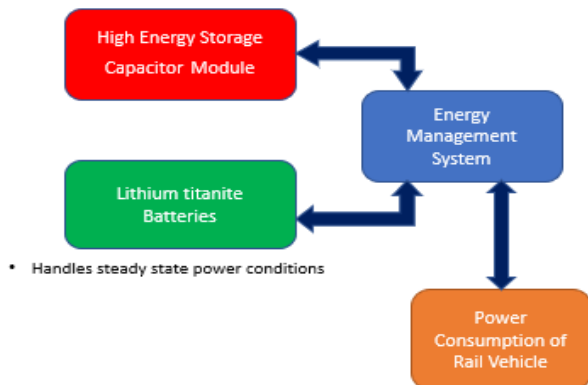 High Energy Storage
Capacitor Module
Energy
Management
System
Lithium titanite
Batteries
• Handles steady state power conditions
Power
Consumption of
Rail Vehicle